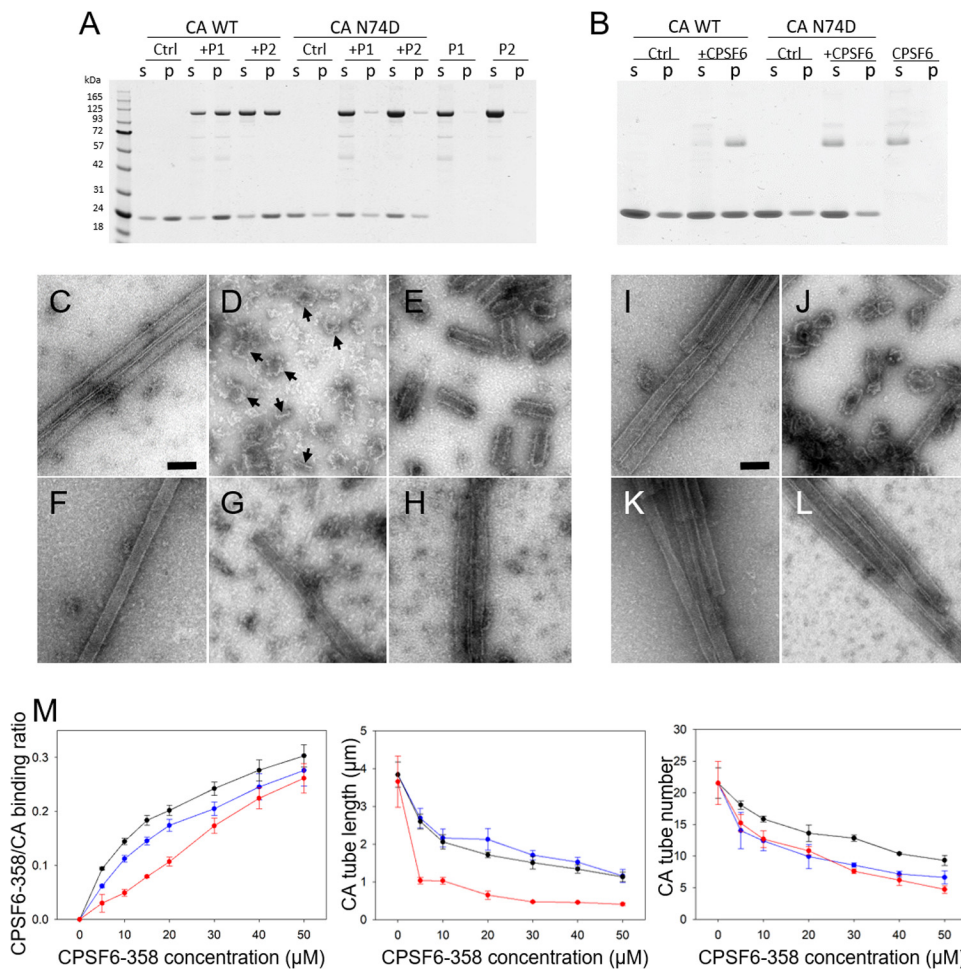 A
CA WT
CA N74D
Ctrl
+P1
+P2
Ctrl
+P1
+P2
P1
P2
s p s p s p s p s p s p s p s p
kDa
165
125
93
72
57
42
31
24
18
B
CA WT
CA N74D
Ctrl
+CPSF6
Ctrl
+CPSF6
CPSF6
s p s p s p s p s p
C
D
E
I
J
F
G
H
K
L
M
CPSF6-358/CA binding ratio
0.3
0.2
0.1
0.0
0 10 20 30 40 50
CPSF6-358 concentration (µM)
CA tube length (µm)
5
4
3
2
1
0
0 10 20 30 40 50
CPSF6-358 concentration (µM)
CA tube number
30
25
20
15
10
5
0
0 10 20 30 40 50
CPSF6-358 concentration (µM)